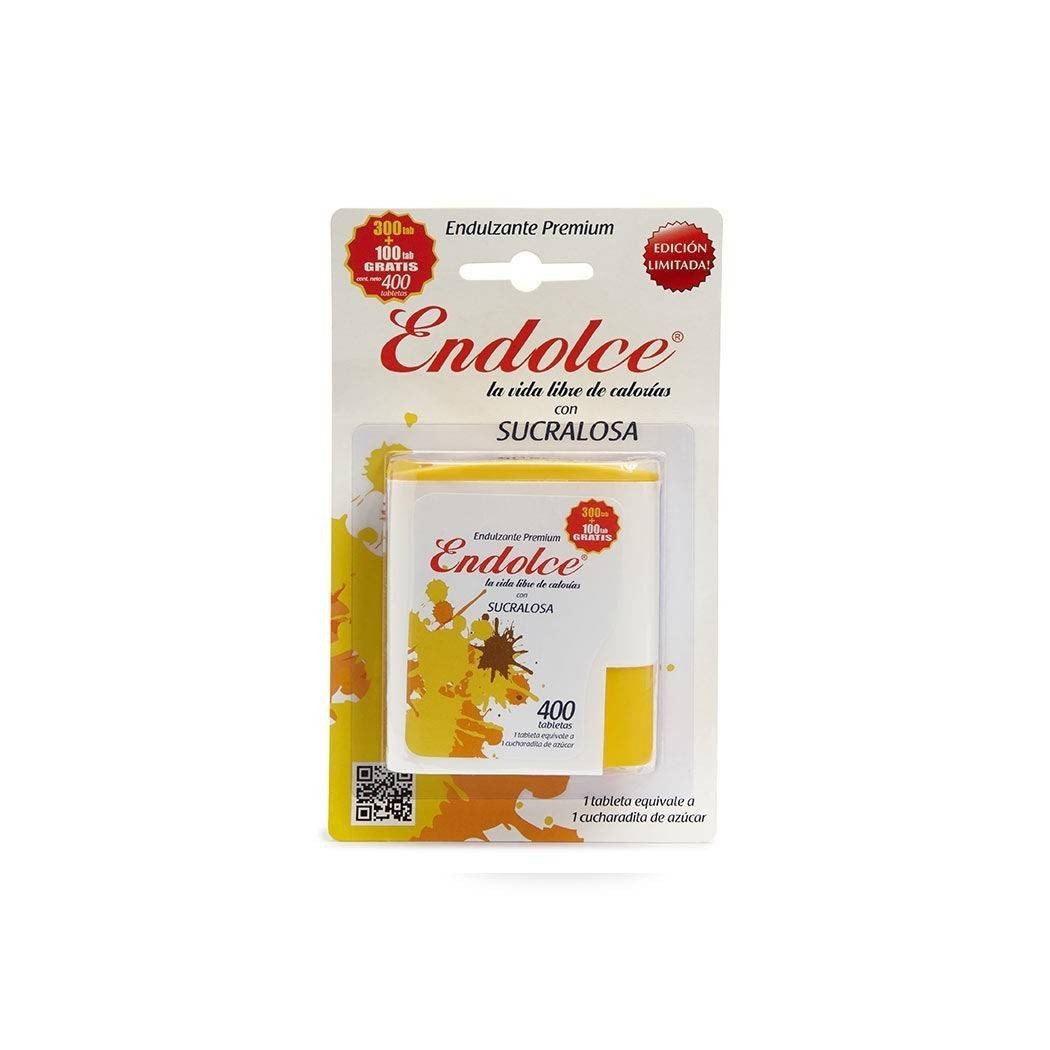 300 tab
+
100 tab
GRATIS
cont. neto 400
tabletas
Endulzante Premium
EDICIÓN
LIMITADA!
Endolce®
la vida libre de calorías
con
SUCRALOSA
300 tab
+
100 tab
GRATIS
Endulzante Premium
Endolce®
la vida libre de calorías
con
SUCRALOSA
400
tabletas
1 tableta equivale a
1 cucharadita de azúcar
1 tableta equivale a
1 cucharadita de azúcar